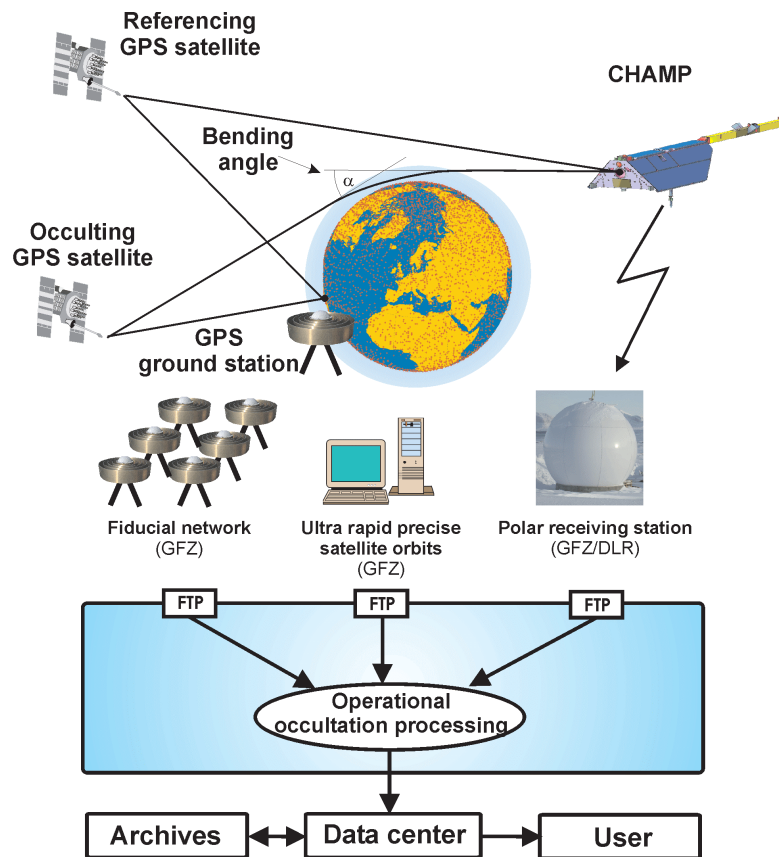 Referencing
GPS satellite
CHAMP
Bending
angle
α
Occulting
GPS satellite
GPS
ground station
Fiducial network
(GFZ)
Ultra rapid precise
satellite orbits
(GFZ)
Polar receiving station
(GFZ/DLR)
FTP
FTP
FTP
Operational
occultation processing
Archives
Data center
User